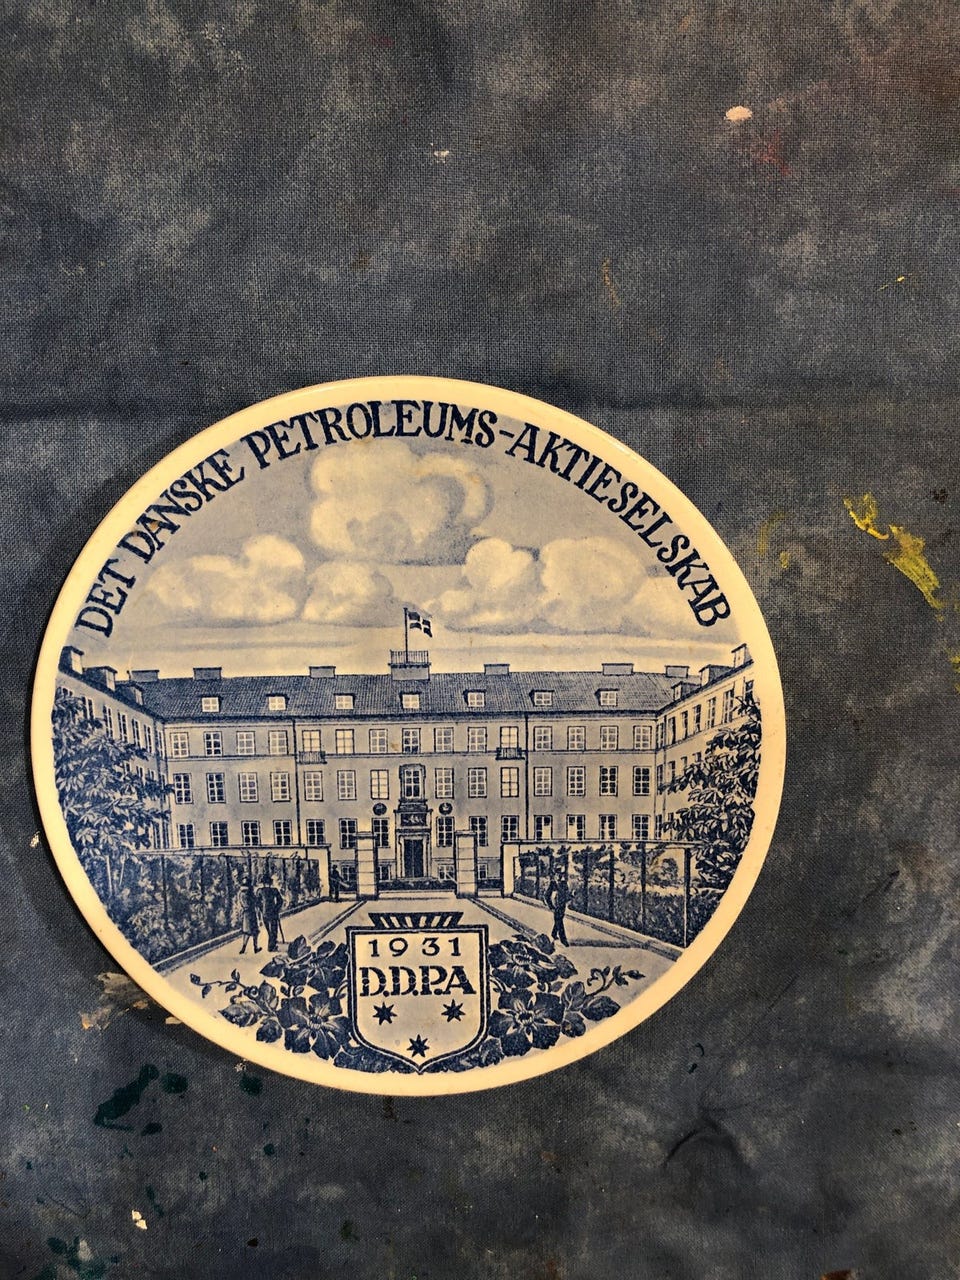 DET DANSKE PETROLEUMS-AKTIESELSKAB
1931
D.D.P.A